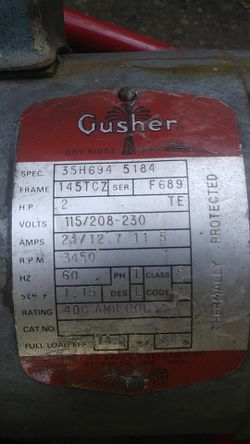 Gusher
DRY RIDGE
SPEC. 35H694 5184
FRAME 145TCZ SER F689
H.P. 2 TE
VOLTS 115/208-230
AMPS 23/12.7/11.5
R.P.M. 3450
HZ 60 PH 1 CLASS
SER.F. 1.15 DES L CODE
RATING 40C AMB
CAT NO.
FULL LOAD EFF. P.F.
THERMALLY PROTECTED